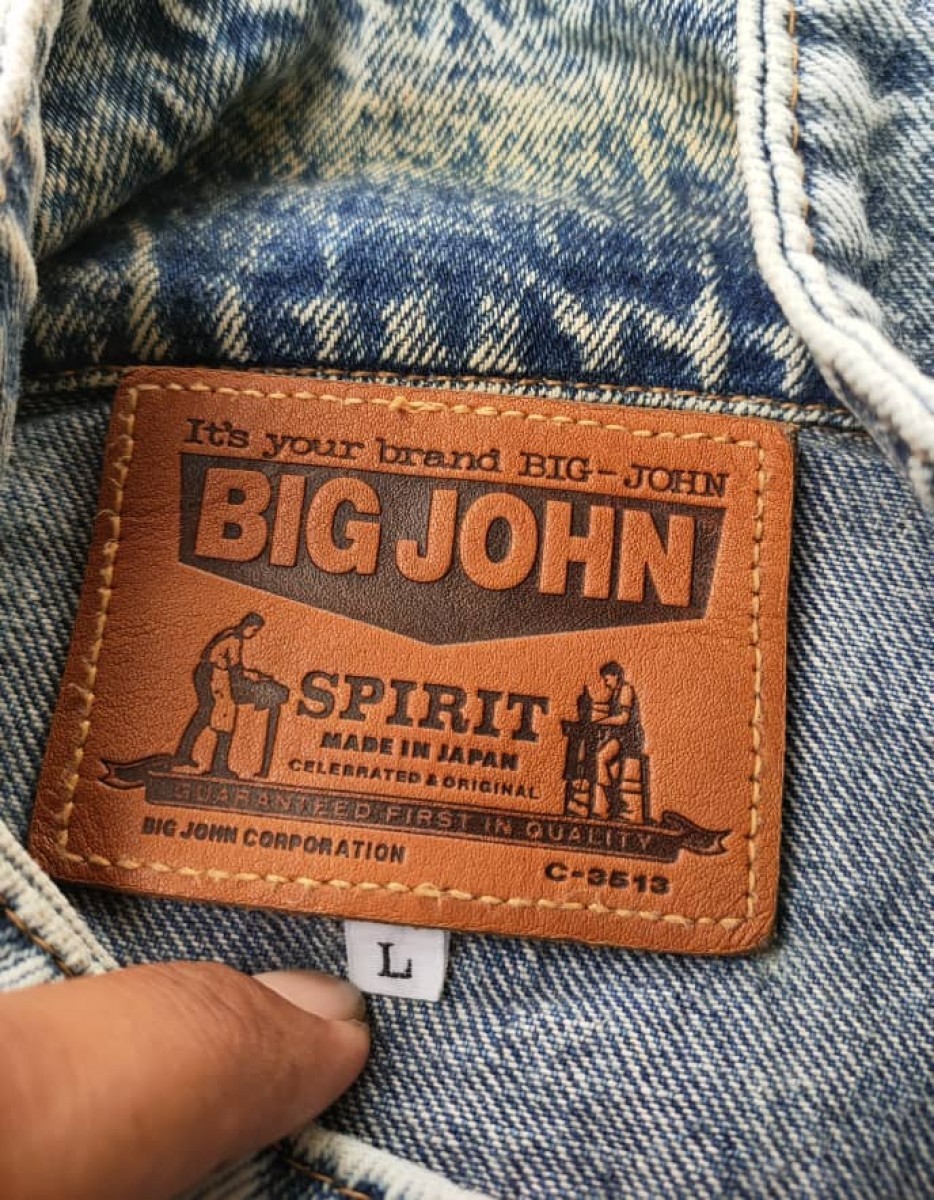 It's your brand BIG-JOHN
BIG JOHN
SPIRIT
MADE IN JAPAN
CELEBRATED & ORIGINAL
GUARANTEED FIRST IN QUALITY
BIG JOHN CORPORATION
C-3513
L